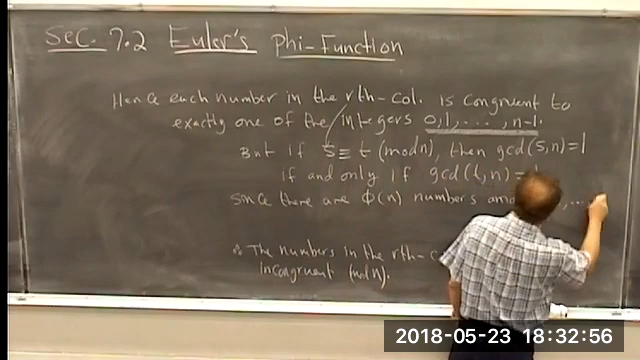 Sec. 7.2 Euler's Phi-Function
Hence each number in the rth-col. is congruent to
exactly one of the integers 0,1,...,n-1.
But if s ≡ t (mod n), then gcd(s,n)=1
if and only if gcd(t,n)=
since there are Φ(n) numbers ,...
∴ The numbers in the rth-
incongruent (mod n).
2018-05-23 18:32:56